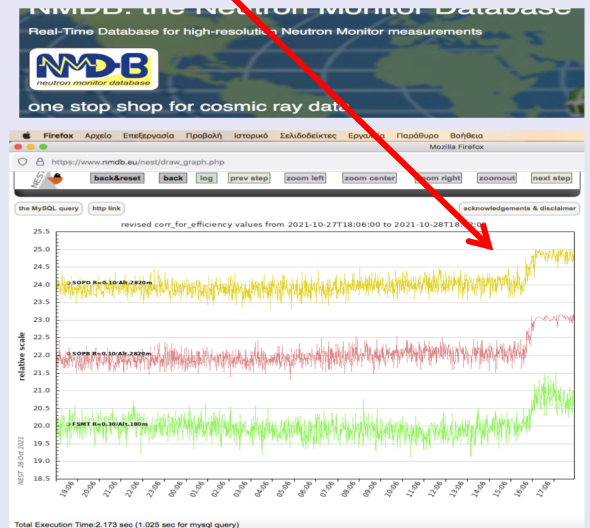 NMDB: the Neutron Monitor Database
Real-Time Database for high-resolution Neutron Monitor measurements
NMDB
neutron monitor database
one stop shop for cosmic ray data
Firefox Αρχείο Επεξεργασία Προβολή Ιστορικό Σελιδοδείκτες Εργαλεία Παράθυρο Βοήθεια
Mozilla Firefox
https://www.nmdb.eu/nest/draw_graph.php
NEST back&reset back log prev step zoom left zoom center zoom right zoomout next step
the MySQL query http link acknowledgements & disclaimer
revised corr_for_efficiency values from 2021-10-27T18:06:00 to
25.5
25.0
24.5
24.0
23.5
23.0
22.5
22.0
21.5
21.0
20.5
20.0
19.5
19.0
18.5
relative scale
SOPO R=0.10/Alt.2820m
SOPB R=0.10/Alt.2820m
FSMT R=0.30/Alt.180m
NEST 28 Oct 2021
19:06 20:06 21:06 22:06 23:06 00:06 01:06 02:06 03:06 04:06 05:06 06:06 07:06 08:06 09:06 10:06 11:06 12:06 13:06 14:06 15:06 16:06 17:06
Total Execution Time:2.173 sec (1.025 sec for mysql query)